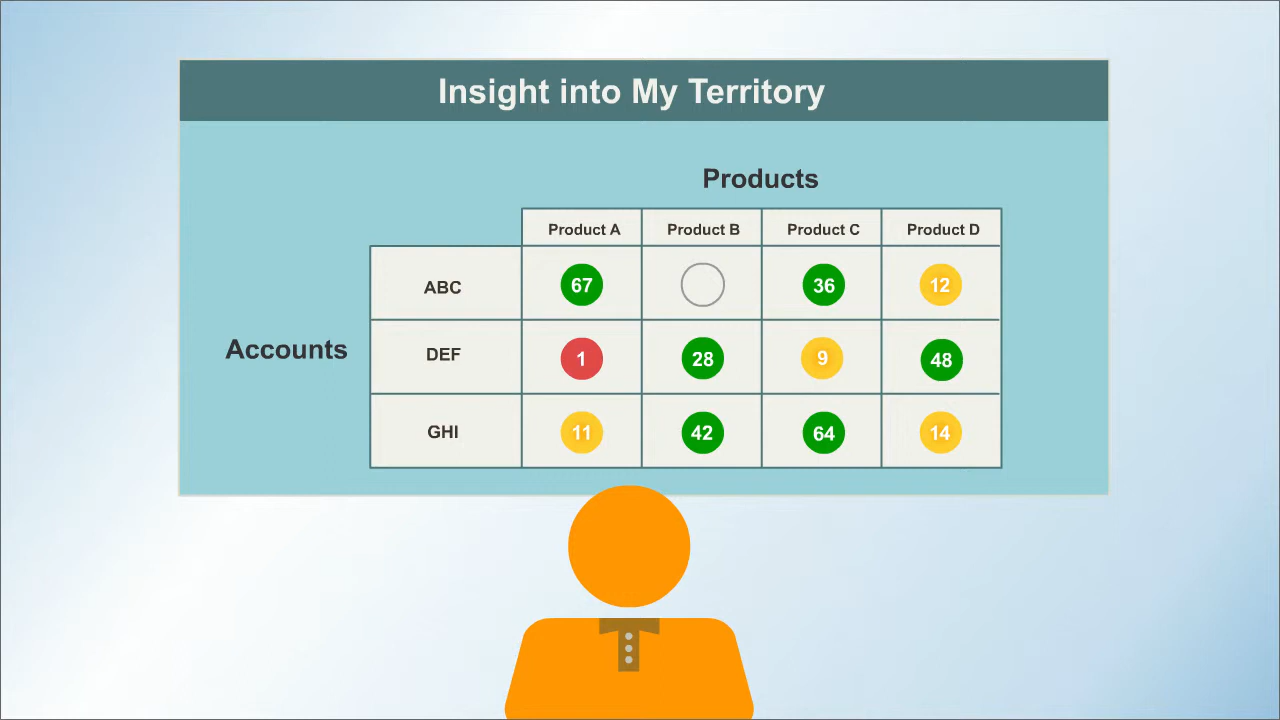 Insight into My Territory
Products
Product A Product B Product C Product D
ABC 67 36 12
Accounts
DEF 1 28 9 48
GHI 11 42 64 14